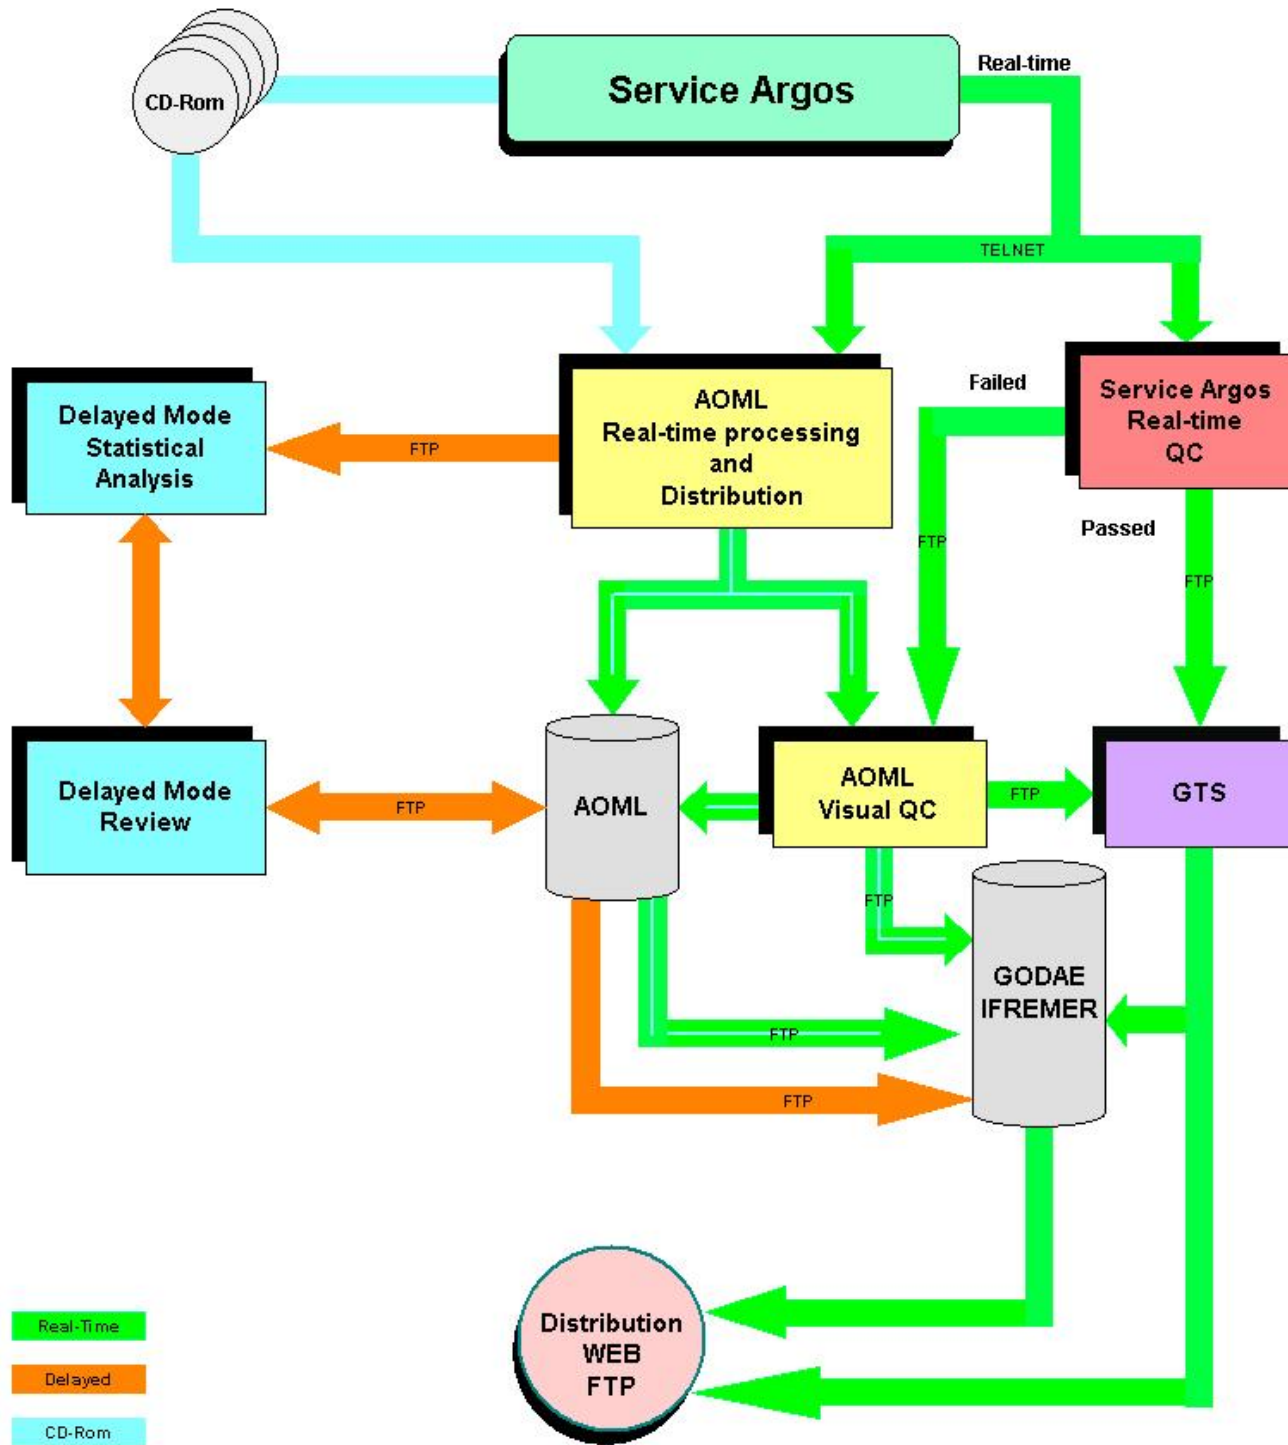 Real-time
Service Argos
CD-Rom
TELNET
Failed
Service Argos
Real-time
QC
AOML
Real-time processing
and
Distribution
Delayed Mode
Statistical
Analysis
FTP
Passed
FTP
FTP
Delayed Mode
Review
FTP
AOML
AOML
Visual QC
FTP
GTS
FTP
GODAE
IFREMER
FTP
FTP
Distribution
WEB
FTP
Real-Time
Delayed
CD-Rom